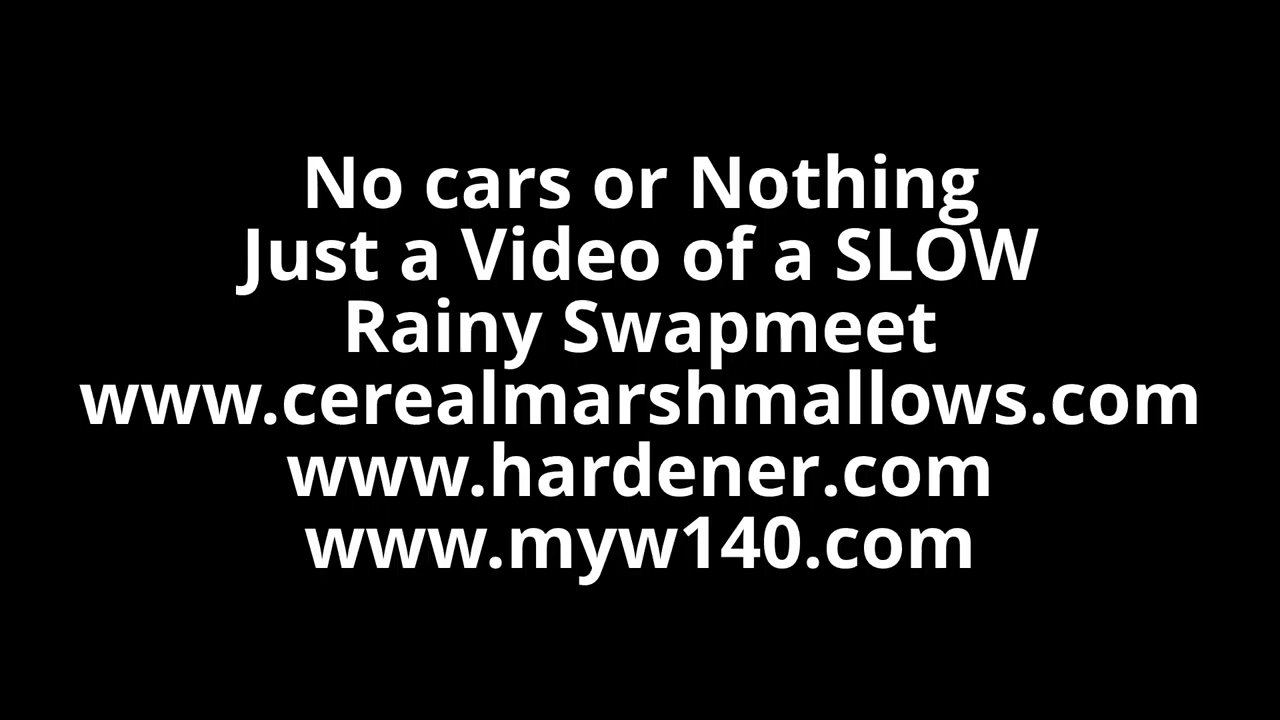 No cars or Nothing
Just a Video of a SLOW
Rainy Swapmeet
www.cerealmarshmallows.com
www.hardener.com
www.myw140.com